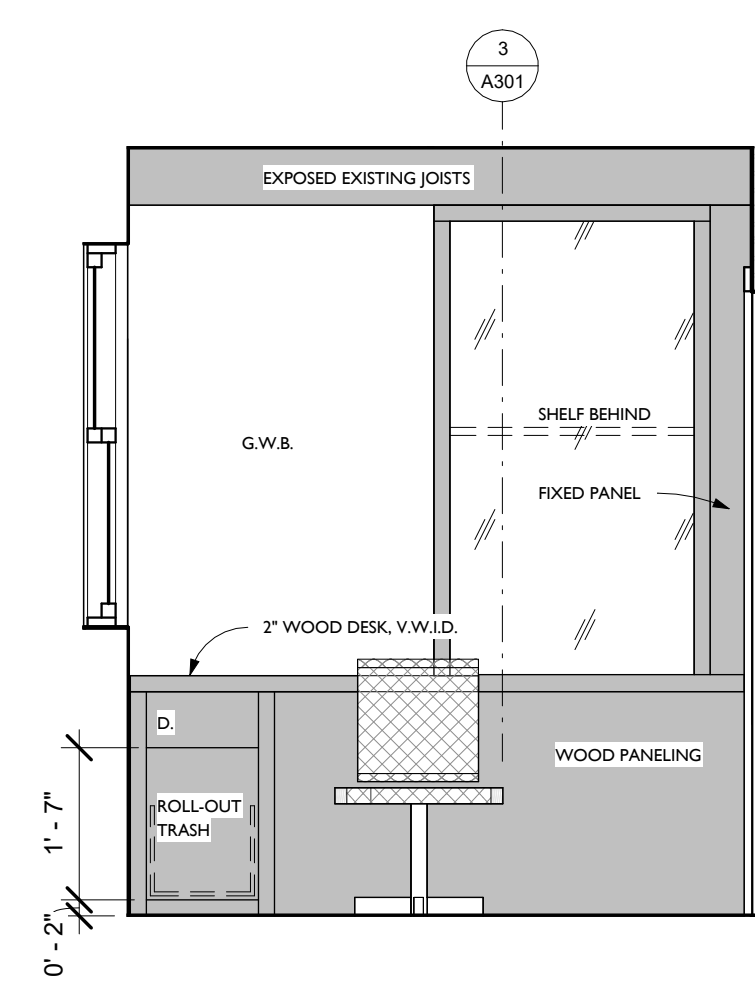 3
A301
EXPOSED EXISTING JOISTS
SHELF BEHIND
G.W.B.
FIXED PANEL
2" WOOD DESK, V.W.I.D.
D.
WOOD PANELING
ROLL-OUT
TRASH
1' - 7"
0' - 2"